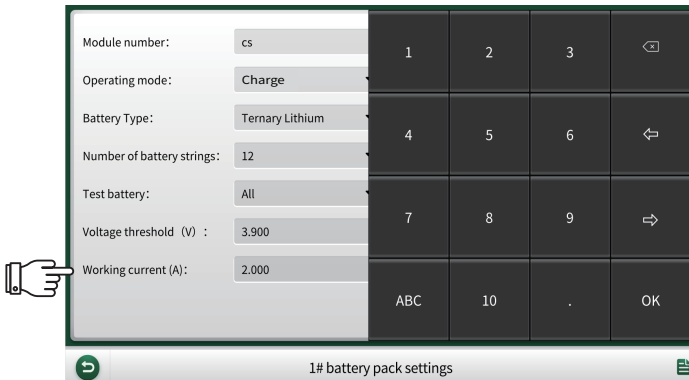 Module number: cs
Operating mode: Charge
Battery Type: Ternary Lithium
Number of battery strings: 12
Test battery: All
Voltage threshold (V) : 3.900
Working current (A): 2.000
1 2 3
4 5 6
7 8 9
ABC 10 . OK
1# battery pack settings